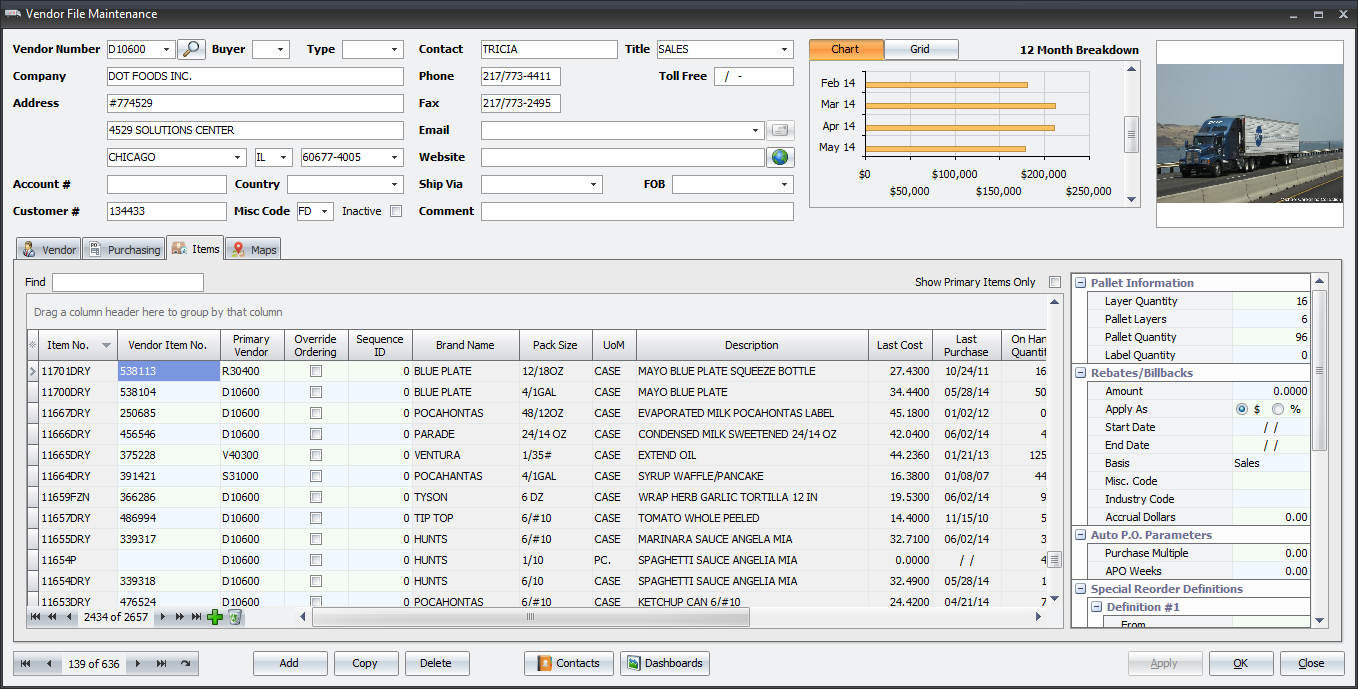 Vendor File Maintenance
Vendor Number D10600 Buyer Type Contact TRICIA Title SALES
Company DOT FOODS INC. Phone 217/773-4411 Toll Free / -
Address #774529 Fax 217/773-2495
4529 SOLUTIONS CENTER Email
CHICAGO IL 60677-4005 Website
Account # Country Ship Via FOB
Customer # 134433 Misc Code FD Inactive Comment
Chart Grid 12 Month Breakdown
Feb 14
Mar 14
Apr 14
May 14
$0 $100,000 $200,000
$50,000 $150,000 $250,000
Vendor Purchasing Items Maps
Find Show Primary Items Only
Drag a column header here to group by that column
Item No. Vendor Item No. Primary Vendor Override Ordering Sequence ID Brand Name Pack Size UoM Description Last Cost Last Purchase On Han Quantit
11701DRY 538113 R30400 0 BLUE PLATE 12/18OZ CASE MAYO BLUE PLATE SQUEEZE BOTTLE 27.4300 10/24/11 16
11700DRY 538104 D10600 0 BLUE PLATE 4/1GAL CASE MAYO BLUE PLATE 34.4400 05/28/14 50
11667DRY 250685 D10600 0 POCAHONTAS 48/12OZ CASE EVAPORATED MILK POCAHONTAS LABEL 45.1800 01/02/12 0
11666DRY 456546 D10600 0 PARADE 24/14 OZ CASE CONDENSED MILK SWEETENED 24/14 OZ 42.0400 06/02/14 4
11665DRY 375228 V40300 0 VENTURA 1/35# CASE EXTEND OIL 44.2360 01/21/13 125
11664DRY 391421 S31000 0 POCAHANTAS 4/1GAL CASE SYRUP WAFFLE/PANCAKE 16.3800 01/08/07 44
11659FZN 366286 D10600 0 TYSON 6 DZ CASE WRAP HERB GARLIC TORTILLA 12 IN 19.5300 06/02/14 9
11657DRY 486994 D10600 0 TIP TOP 6/#10 CASE TOMATO WHOLE PEELED 14.4000 11/15/10 5
11655DRY 339317 D10600 0 HUNTS 6/#10 CASE MARINARA SAUCE ANGELA MIA 32.7100 06/02/14 3
11654P D10600 0 HUNTS 1/10 PC. SPAGHETTI SAUCE ANGELIA MIA 0.0000 / / 4
11654DRY 339318 D10600 0 HUNTS 6/10 CASE SPAGHETTI SAUCE ANGELIA MIA 32.4900 05/28/14 1
11653DRY 476524 D10600 0 POCAHONTAS 6/#10 CASE KETCHUP CAN 6/#10 24.4200 04/21/14 7
2434 of 2657
Pallet Information
Layer Quantity 16
Pallet Layers 6
Pallet Quantity 96
Label Quantity 0
Rebates/Billbacks
Amount 0.0000
Apply As $ %
Start Date / /
End Date / /
Basis Sales
Misc. Code
Industry Code
Accrual Dollars 0.00
Auto P.O. Parameters
Purchase Multiple 0.00
APO Weeks 0.00
Special Reorder Definitions
Definition #1
From
139 of 636 Add Copy Delete Contacts Dashboards Apply OK Close